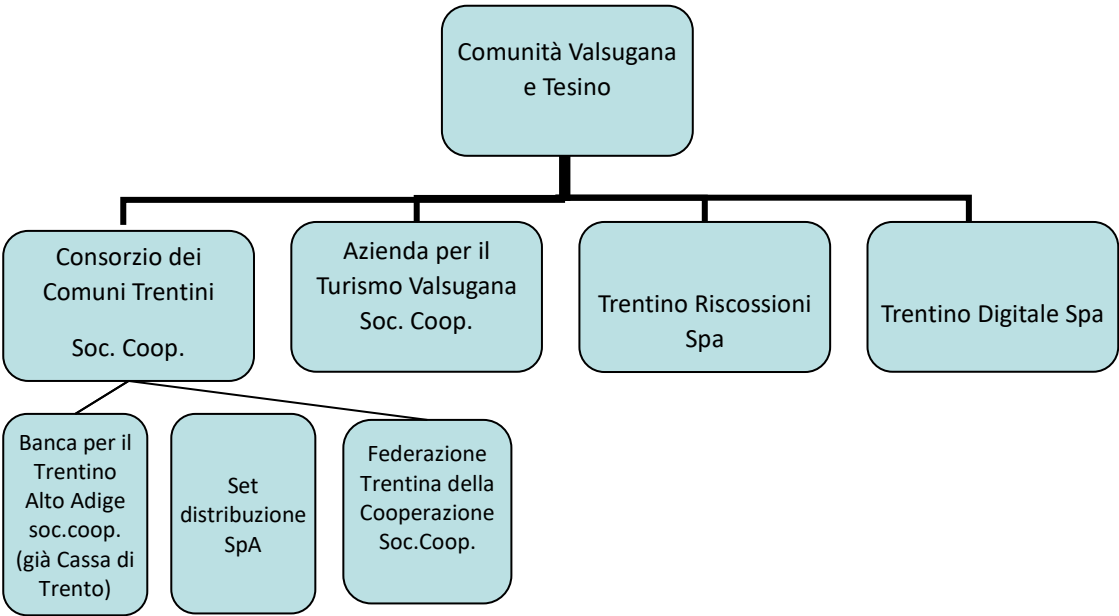 Comunità Valsugana
e Tesino
Consorzio dei
Comuni Trentini
Soc. Coop.
Azienda per il
Turismo Valsugana
Soc. Coop.
Trentino Riscossioni
Spa
Trentino Digitale Spa
Banca per il
Trentino
Alto Adige
soc.coop.
(già Cassa di
Trento)
Set
distribuzione
SpA
Federazione
Trentina della
Cooperazione
Soc.Coop.